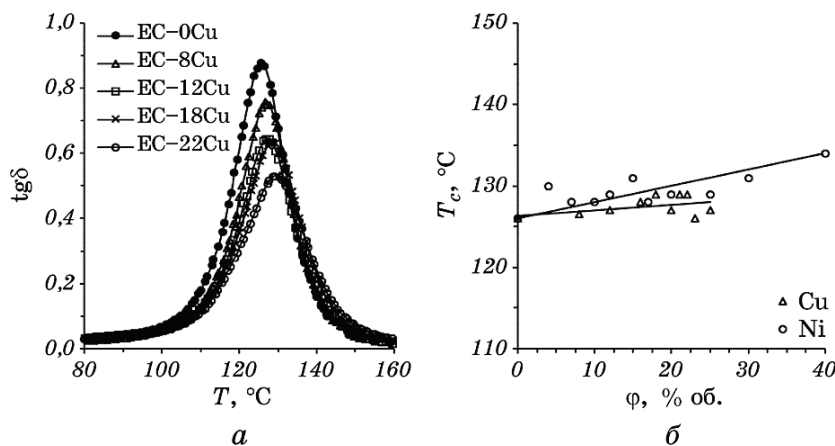 tgδ
1,0
0,8
0,6
0,4
0,2
0,0
EC–0Cu
EC–8Cu
EC–12Cu
EC–18Cu
EC–22Cu
80 100 120 140 160
T, °C
а
T_c, °C
150
140
130
120
110
Cu
Ni
0 10 20 30 40
φ, % об.
б